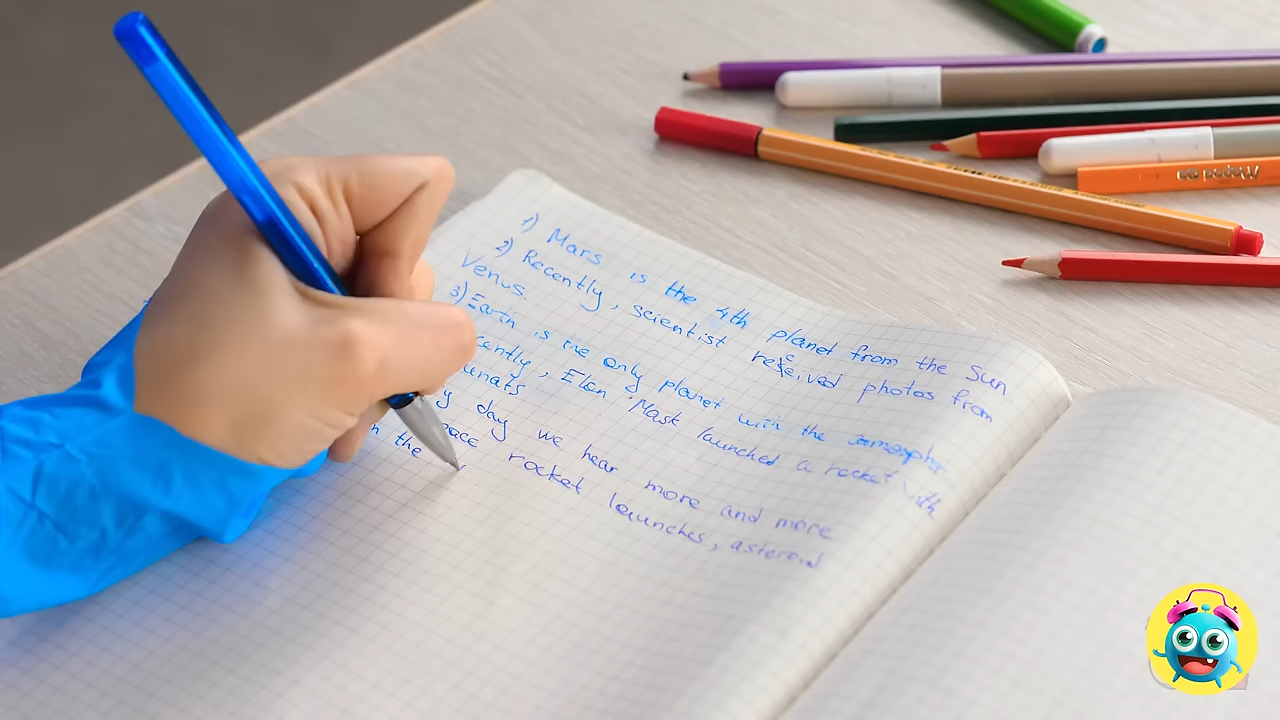 1) Mars is the 4th planet from the Sun.
2) Recently, scientist received photos from
Venus.
3) Earth is the only planet with the
cently, Elon Mask launched a rocket with
unats
y day we hear more and more
pace rocket launches, asteroid
n the
Maped